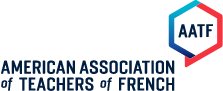 AATF
AMERICAN ASSOCIATION
of TEACHERS of FRENCH